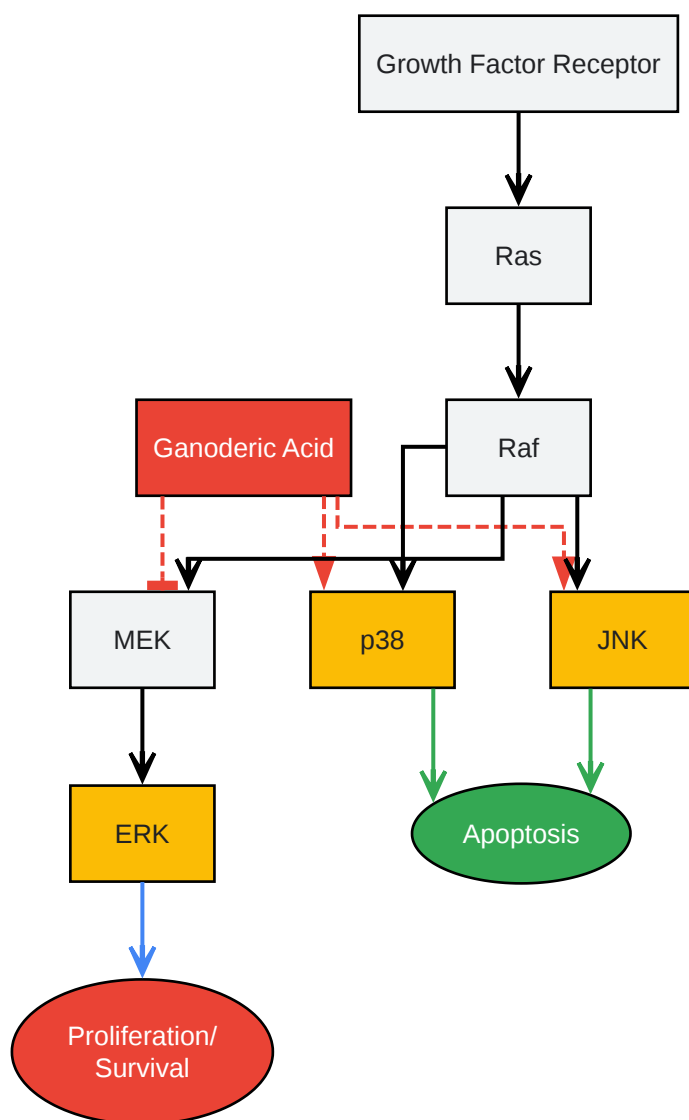 Growth Factor Receptor
Ras
Ganoderic Acid
Raf
MEK
p38
JNK
ERK
Apoptosis
Proliferation/
Survival